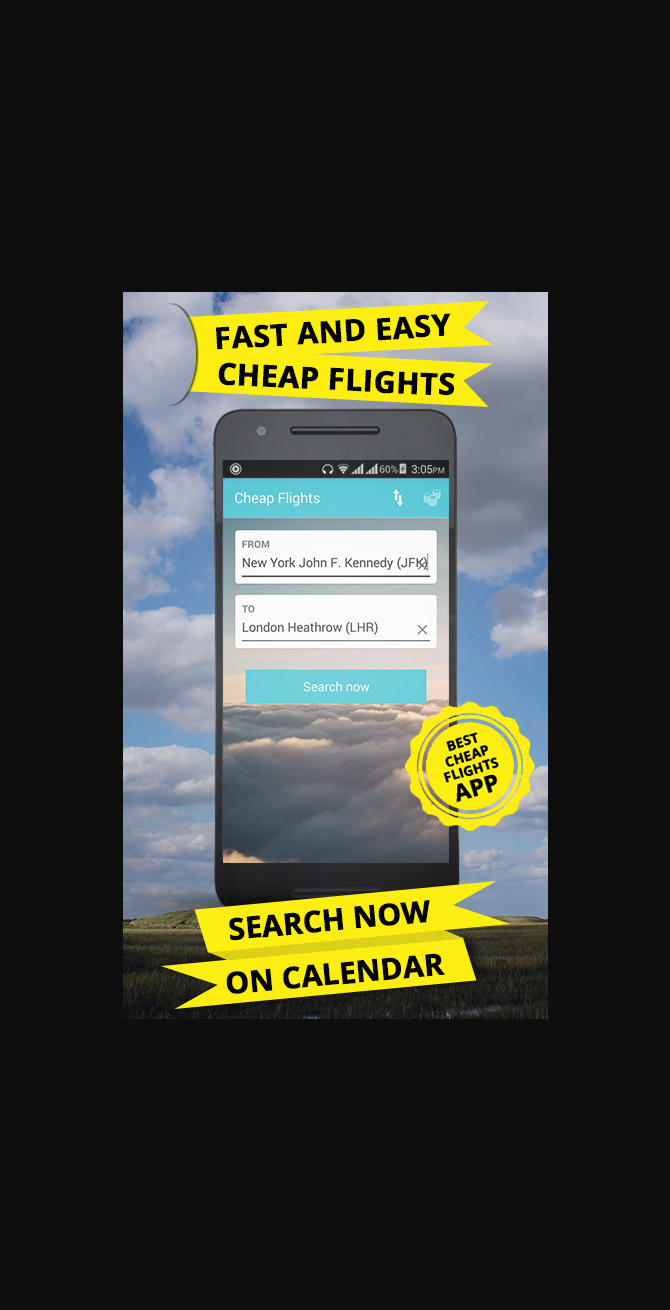 FAST AND EASY
CHEAP FLIGHTS
60% 3:05PM
Cheap Flights
FROM
New York John F. Kennedy (JFK)
TO
London Heathrow (LHR)
Search now
BEST
CHEAP
FLIGHTS
APP
SEARCH NOW
ON CALENDAR